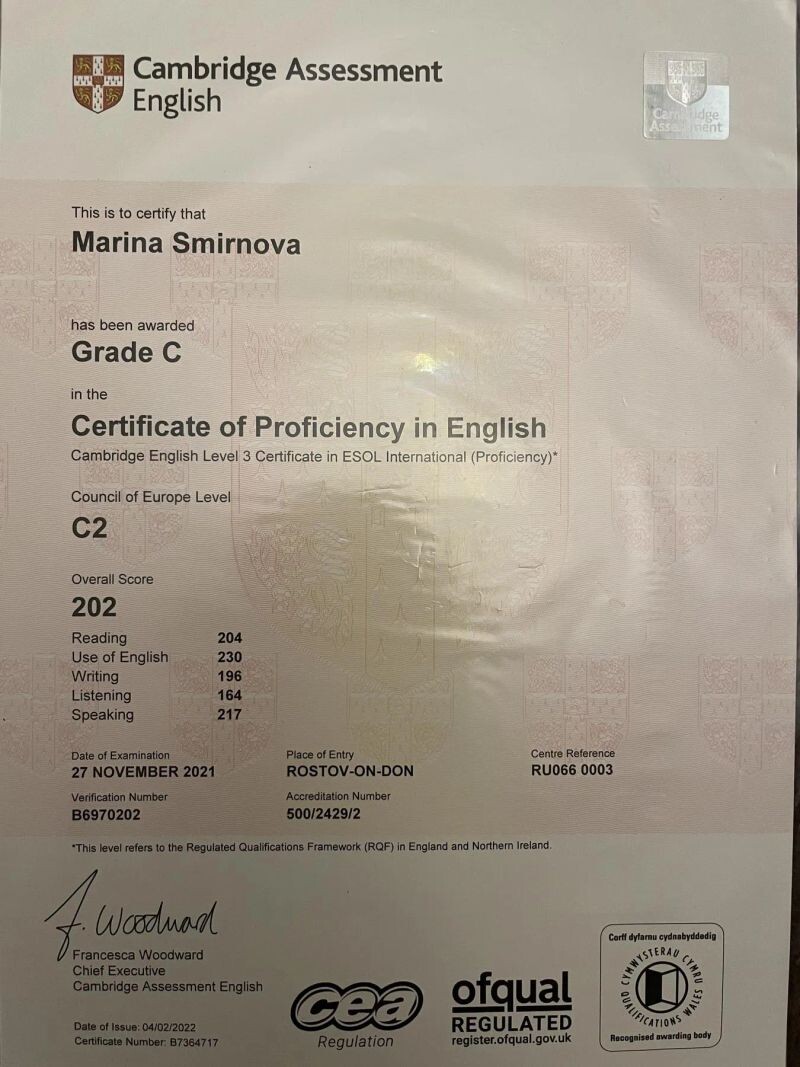 Cambridge Assessment
English
Cambridge
Assessment
This is to certify that
Marina Smirnova
has been awarded
Grade C
in the
Certificate of Proficiency in English
Cambridge English Level 3 Certificate in ESOL International (Proficiency)*
Council of Europe Level
C2
Overall Score
202
Reading 204
Use of English 230
Writing 196
Listening 164
Speaking 217
Date of Examination Place of Entry Centre Reference
27 NOVEMBER 2021 ROSTOV-ON-DON RU066 0003
Verification Number Accreditation Number
B6970202 500/2429/2
*This level refers to the Regulated Qualifications Framework (RQF) in England and Northern Ireland.
F. Woodward
Francesca Woodward
Chief Executive
Cambridge Assessment English
Date of Issue: 04/02/2022
Certificate Number: B7364717
cea
Regulation
ofqual
REGULATED
register.ofqual.gov.uk
Corff dyfarnu cydnabyddedig
CYMWYSTERAU CYMRU
QUALIFICATIONS WALES
Recognised awarding body